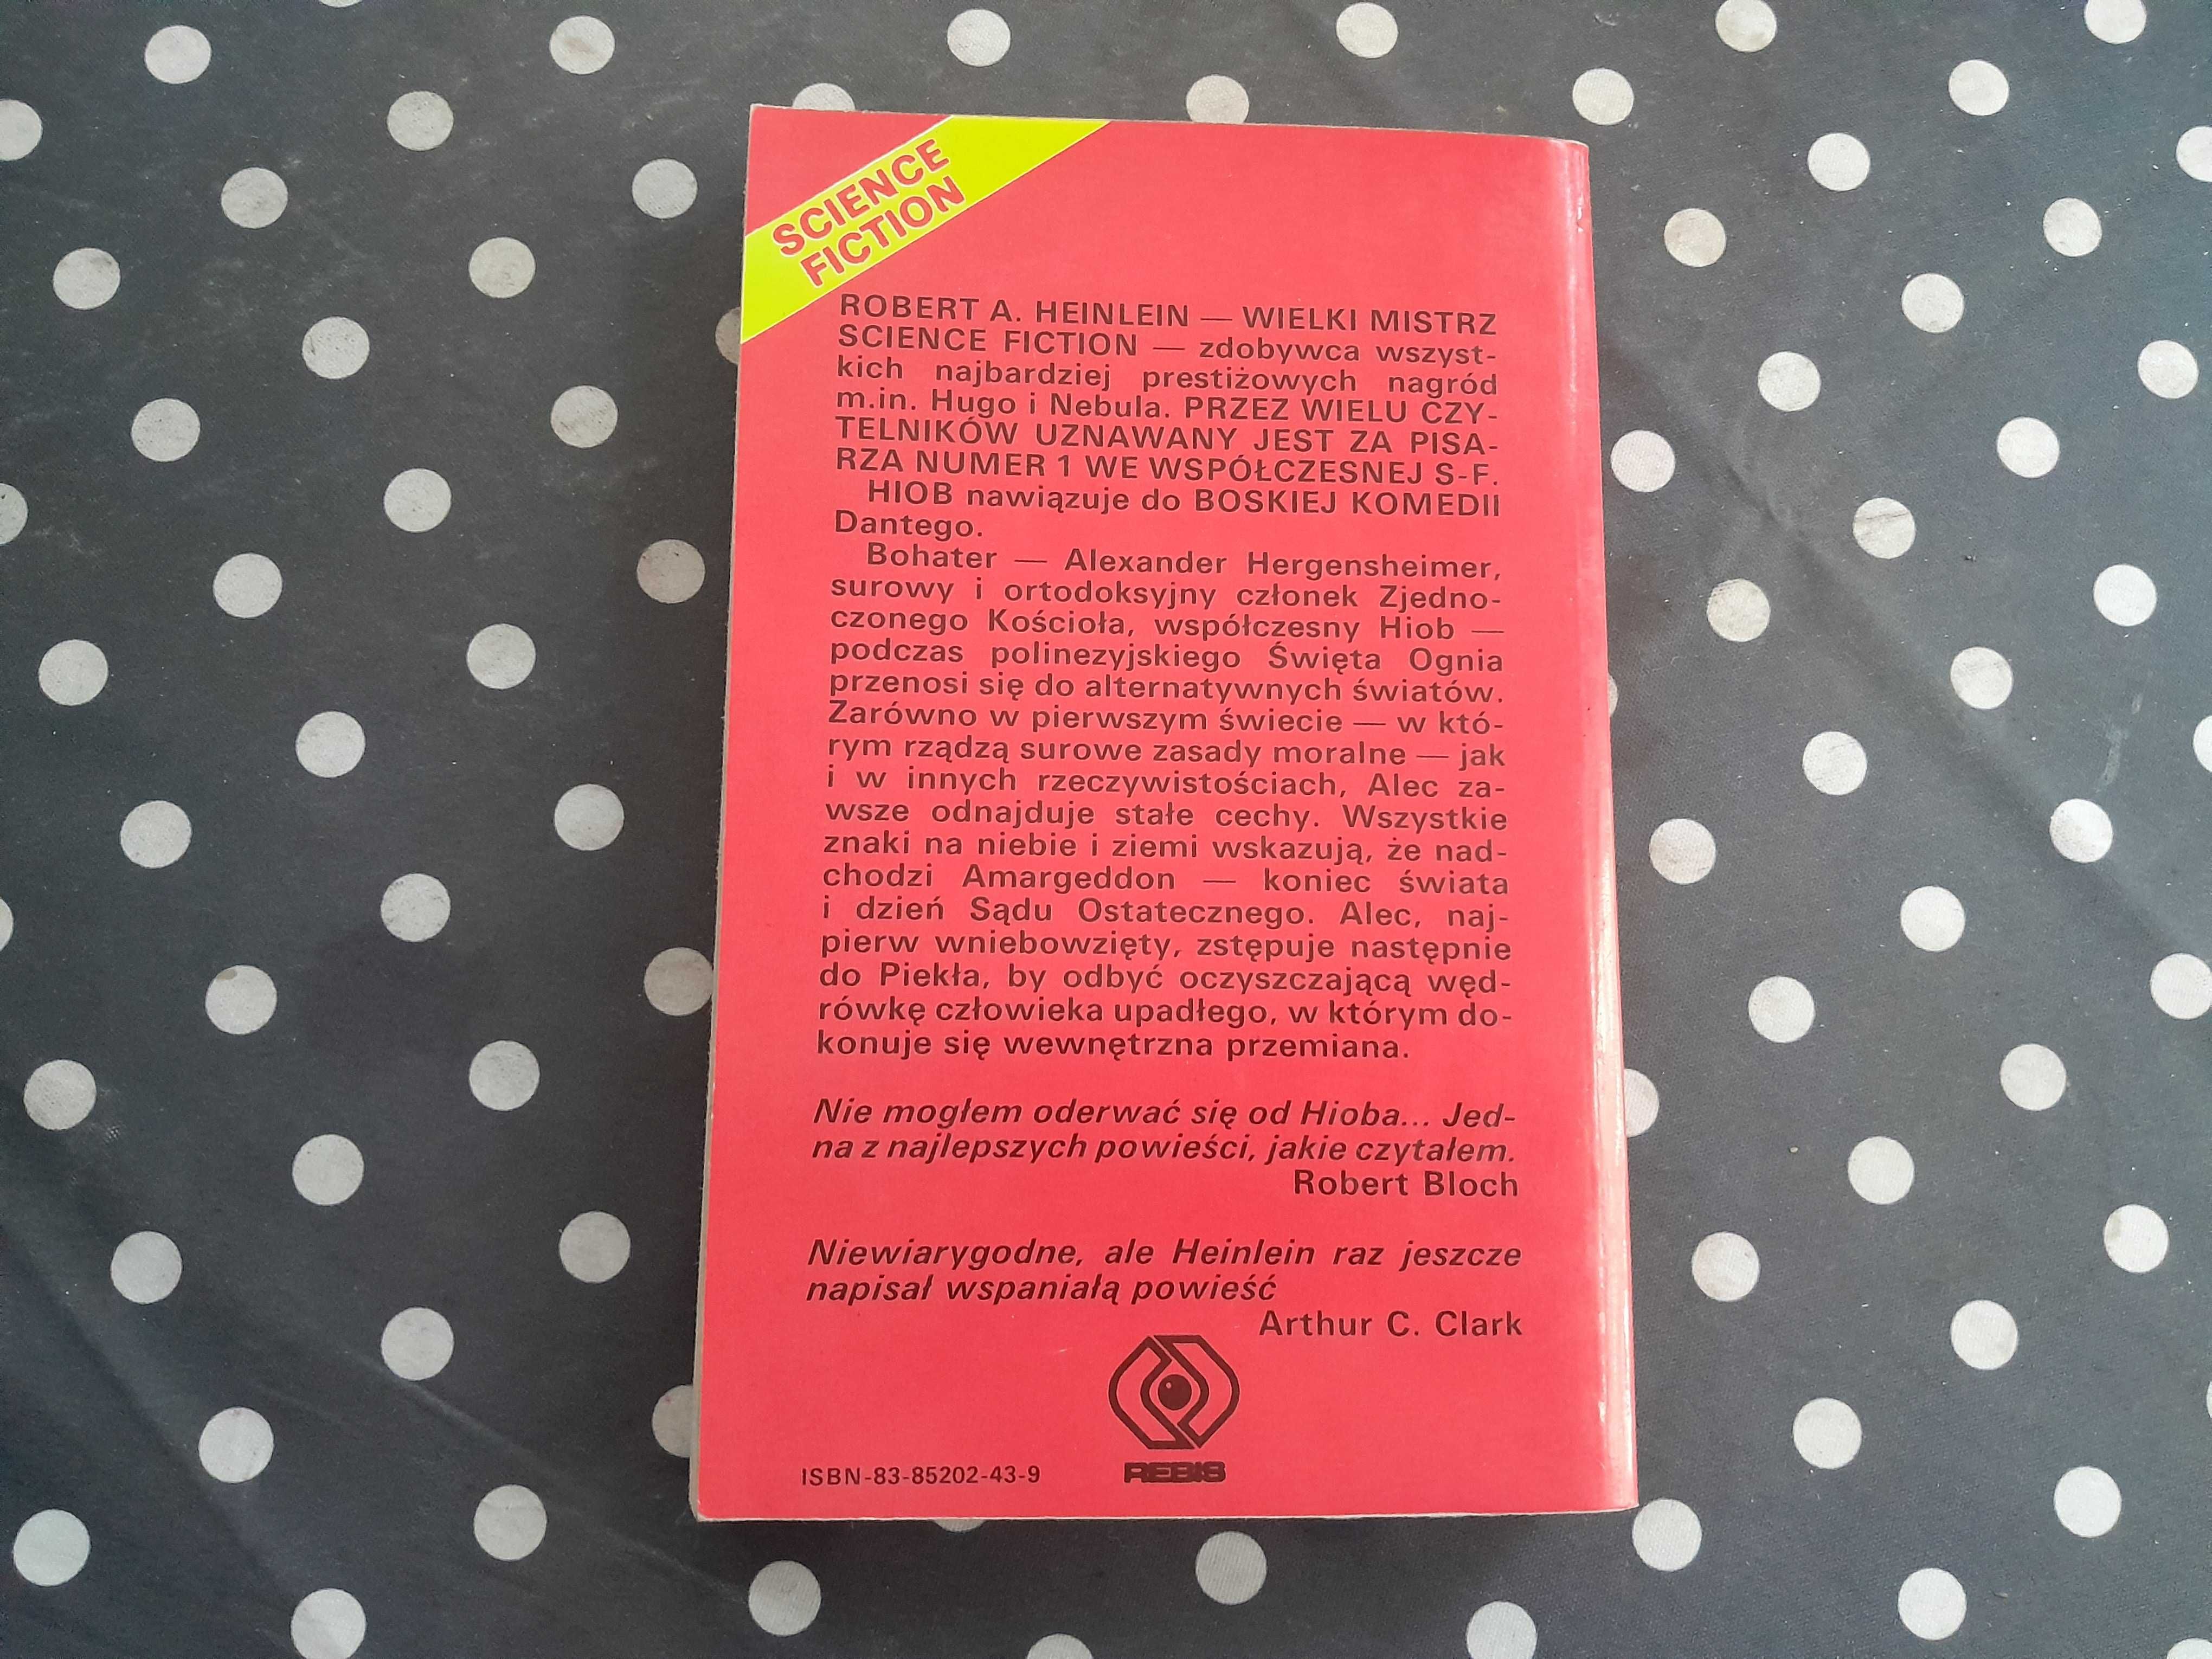 SCIENCE
FICTION
ROBERT A. HEINLEIN — WIELKI MISTRZ
SCIENCE FICTION — zdobywca wszyst-
kich najbardziej prestiżowych nagród
m.in. Hugo i Nebula. PRZEZ WIELU CZY-
TELNIKÓW UZNAWANY JEST ZA PISA-
RZA NUMER 1 WE WSPÓŁCZESNEJ S-F.
HIOB nawiązuje do BOSKIEJ KOMEDII
Dantego.
Bohater — Alexander Hergensheimer,
surowy i ortodoksyjny członek Zjedno-
czonego Kościoła, współczesny Hiob —
podczas polinezyjskiego Święta Ognia
przenosi się do alternatywnych światów.
Zarówno w pierwszym świecie — w któ-
rym rządzą surowe zasady moralne — jak
i w innych rzeczywistościach, Alec za-
wsze odnajduje stałe cechy. Wszystkie
znaki na niebie i ziemi wskazują, że nad-
chodzi Amargeddon — koniec świata
i dzień Sądu Ostatecznego. Alec, naj-
pierw wniebowzięty, zstępuje następnie
do Piekła, by odbyć oczyszczającą węd-
rówkę człowieka upadłego, w którym do-
konuje się wewnętrzna przemiana.
Nie mogłem oderwać się od Hioba... Jed-
na z najlepszych powieści, jakie czytałem.
Robert Bloch
Niewiarygodne, ale Heinlein raz jeszcze
napisał wspaniałą powieść
Arthur C. Clark
REBIS
ISBN-83-85202-43-9